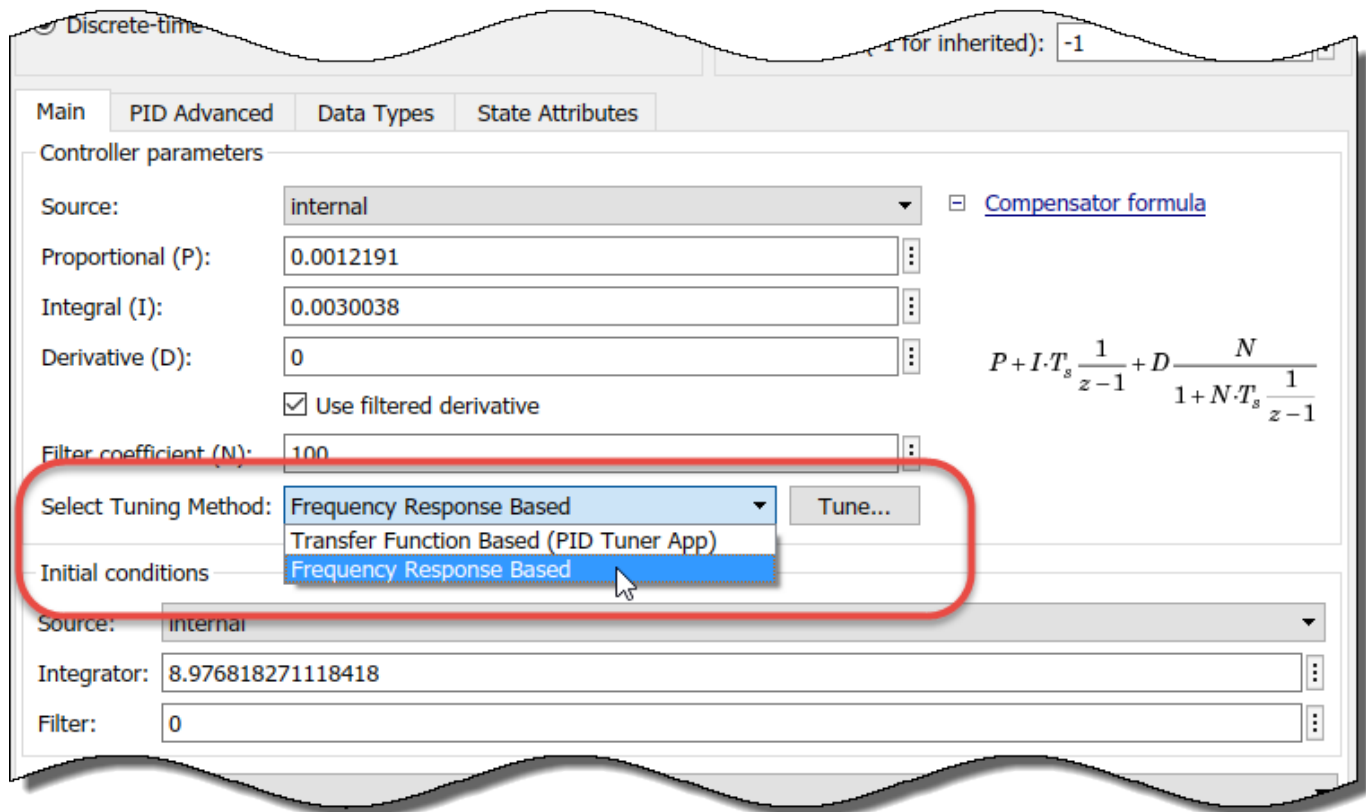 Discrete-time
-1 for inherited): -1
Main PID Advanced Data Types State Attributes
Controller parameters
Source: internal
Compensator formula
Proportional (P): 0.0012191
Integral (I): 0.0030038
Derivative (D): 0
P + I·T_s 1/(z−1) + D N/(1 + N·T_s 1/(z−1))
Use filtered derivative
Filter coefficient (N): 100
Select Tuning Method: Frequency Response Based Tune...
Transfer Function Based (PID Tuner App)
Frequency Response Based
Initial conditions
Source: internal
Integrator: 8.976818271118418
Filter: 0